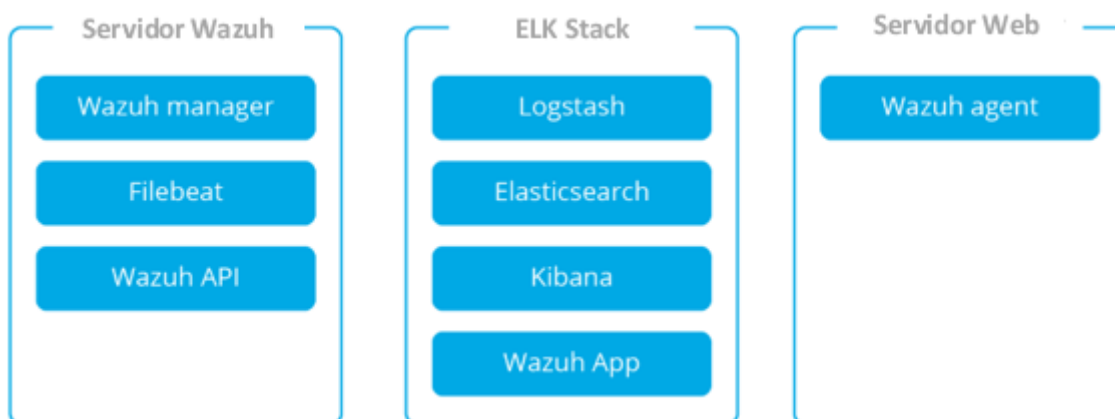 Servidor Wazuh
Wazuh manager
Filebeat
Wazuh API
ELK Stack
Logstash
Elasticsearch
Kibana
Wazuh App
Servidor Web
Wazuh agent